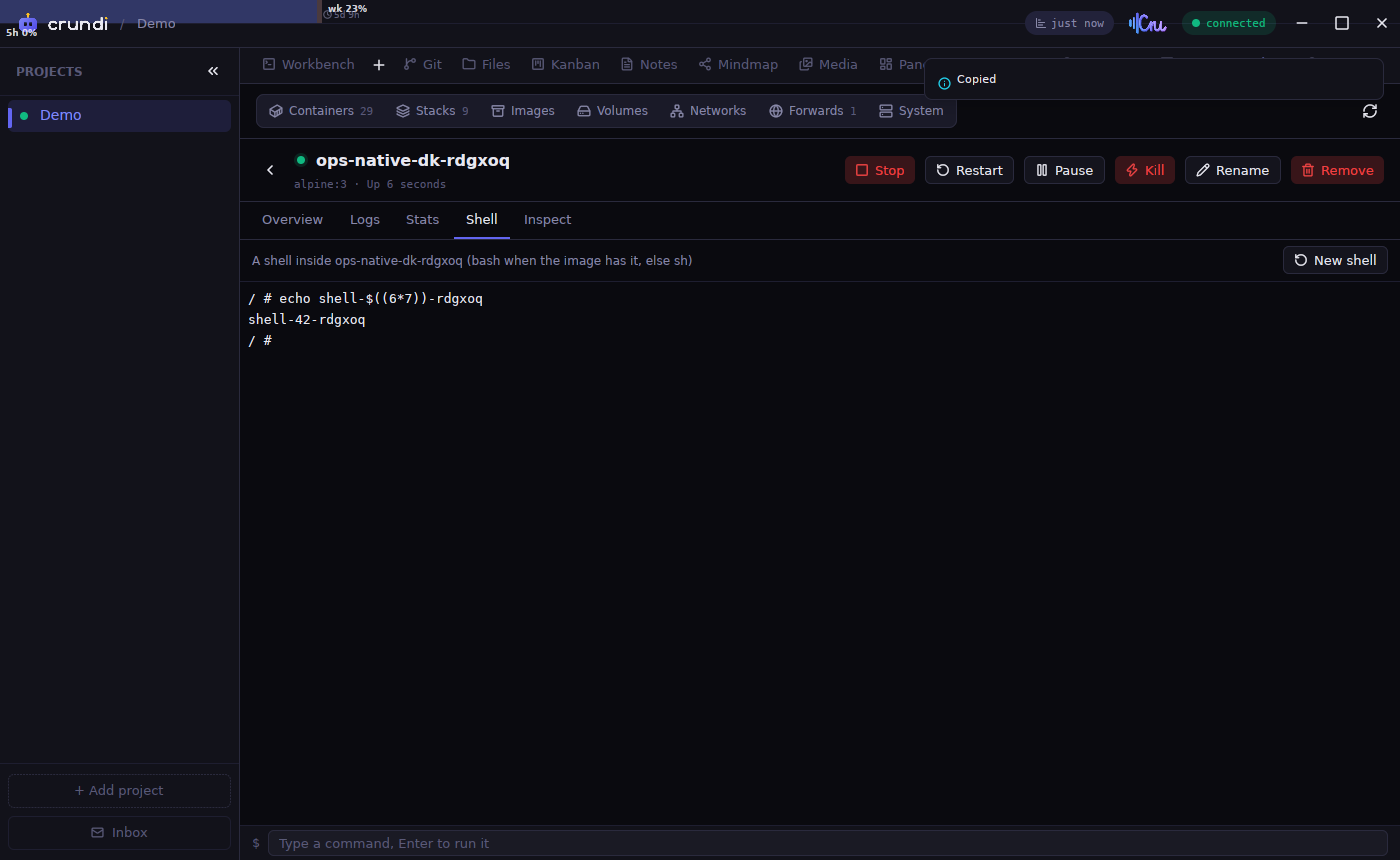 wk 23%
5d 9h
5h 0%
crundi / Demo
just now
Cru
connected
PROJECTS
Workbench
Git
Files
Kanban
Notes
Mindmap
Media
Copied
Demo
Containers 29
Stacks 9
Images
Volumes
Networks
Forwards 1
System
ops-native-dk-rdgxoq
alpine:3 · Up 6 seconds
Stop
Restart
Pause
Kill
Rename
Remove
Overview
Logs
Stats
Shell
Inspect
A shell inside ops-native-dk-rdgxoq (bash when the image has it, else sh)
New shell
/ # echo shell-$((6*7))-rdgxoq
shell-42-rdgxoq
/ #
+ Add project
Inbox
$ Type a command, Enter to run it